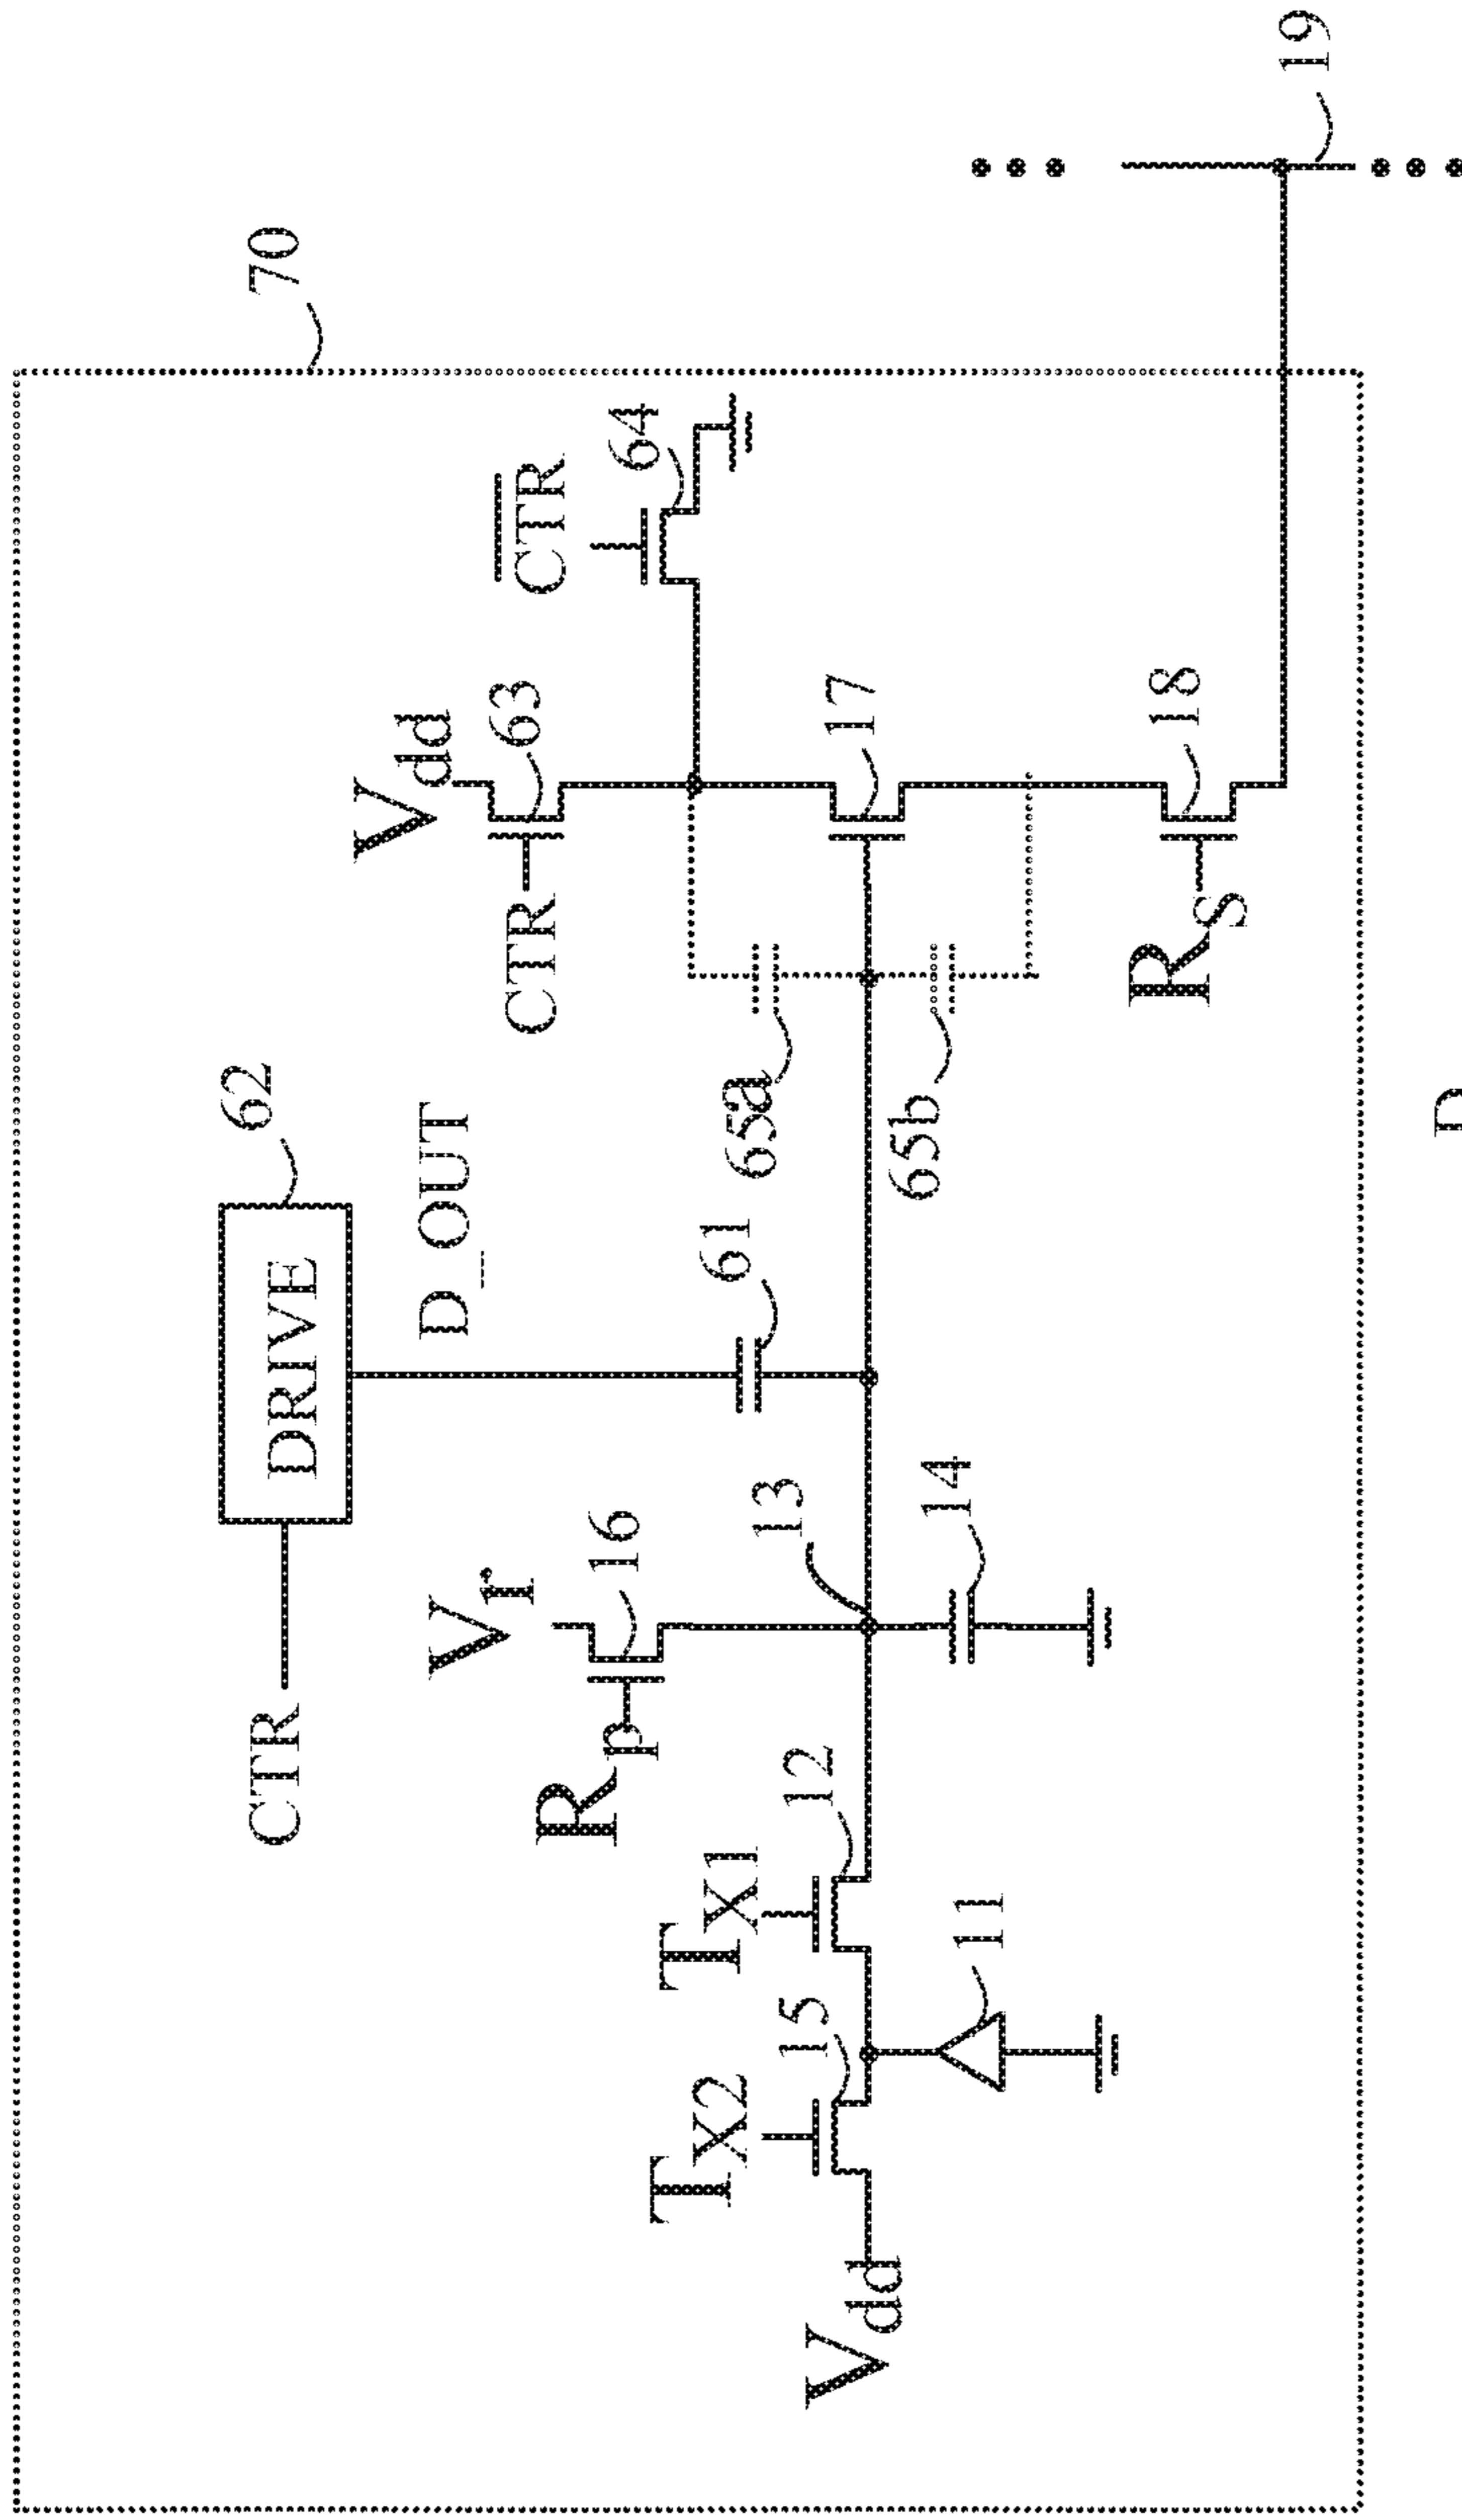 70
19
CTR
62
DRIVE
D_OUT
Vr
Rp
16
13
14
61
65a
65b
Vdd
63
CTR
CTR
64
17
18
RS
TX2
15
TX1
12
11
Vdd